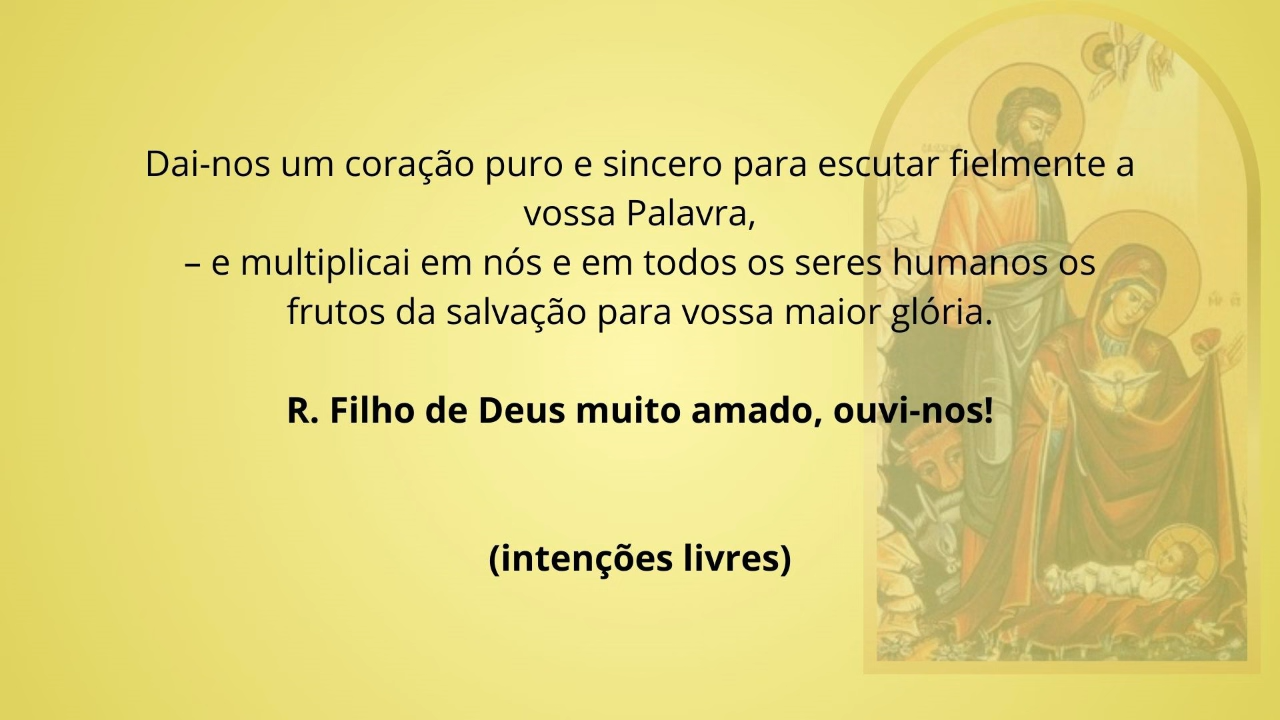 Dai-nos um coração puro e sincero para escutar fielmente a
vossa Palavra,
– e multiplicai em nós e em todos os seres humanos os
frutos da salvação para vossa maior glória.
R. Filho de Deus muito amado, ouvi-nos!
(intenções livres)